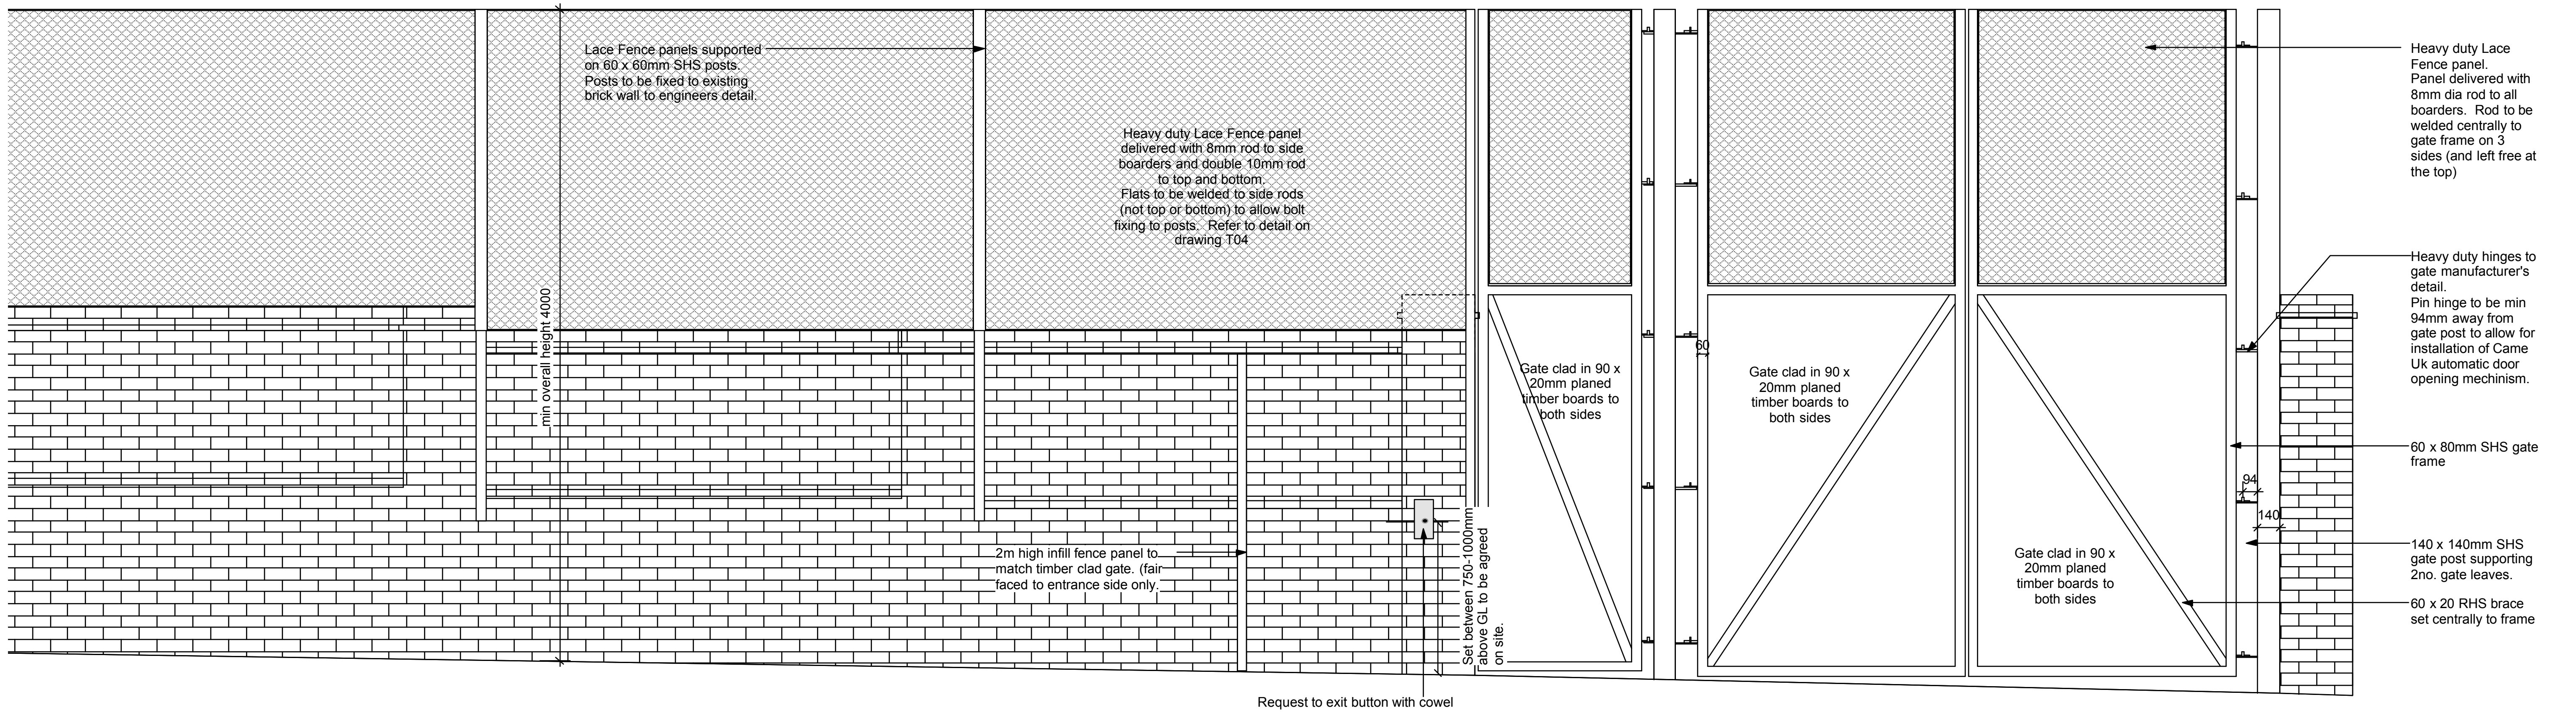 Lace Fence panels supported
on 60 x 60mm SHS posts.
Posts to be fixed to existing
brick wall to engineers detail.
min overall height 4000
Heavy duty Lace Fence panel
delivered with 8mm rod to side
boarders and double 10mm rod
to top and bottom.
Flats to be welded to side rods
(not top or bottom) to allow bolt
fixing to posts.  Refer to detail on
drawing T04
2m high infill fence panel to
match timber clad gate. (fair
faced to entrance side only.
Set between 750-1000mm
above GL to be agreed
on site.
Request to exit button with cowel
Gate clad in 90 x
20mm planed
timber boards to
both sides
60
Gate clad in 90 x
20mm planed
timber boards to
both sides
Gate clad in 90 x
20mm planed
timber boards to
both sides
94
140
Heavy duty Lace
Fence panel.
Panel delivered with
8mm dia rod to all
boarders.  Rod to be
welded centrally to
gate frame on 3
sides (and left free at
the top)
Heavy duty hinges to
gate manufacturer's
detail.
Pin hinge to be min
94mm away from
gate post to allow for
installation of Came
Uk automatic door
opening mechinism.
60 x 80mm SHS gate
frame
140 x 140mm SHS
gate post supporting
2no. gate leaves.
60 x 20 RHS brace
set centrally to frame